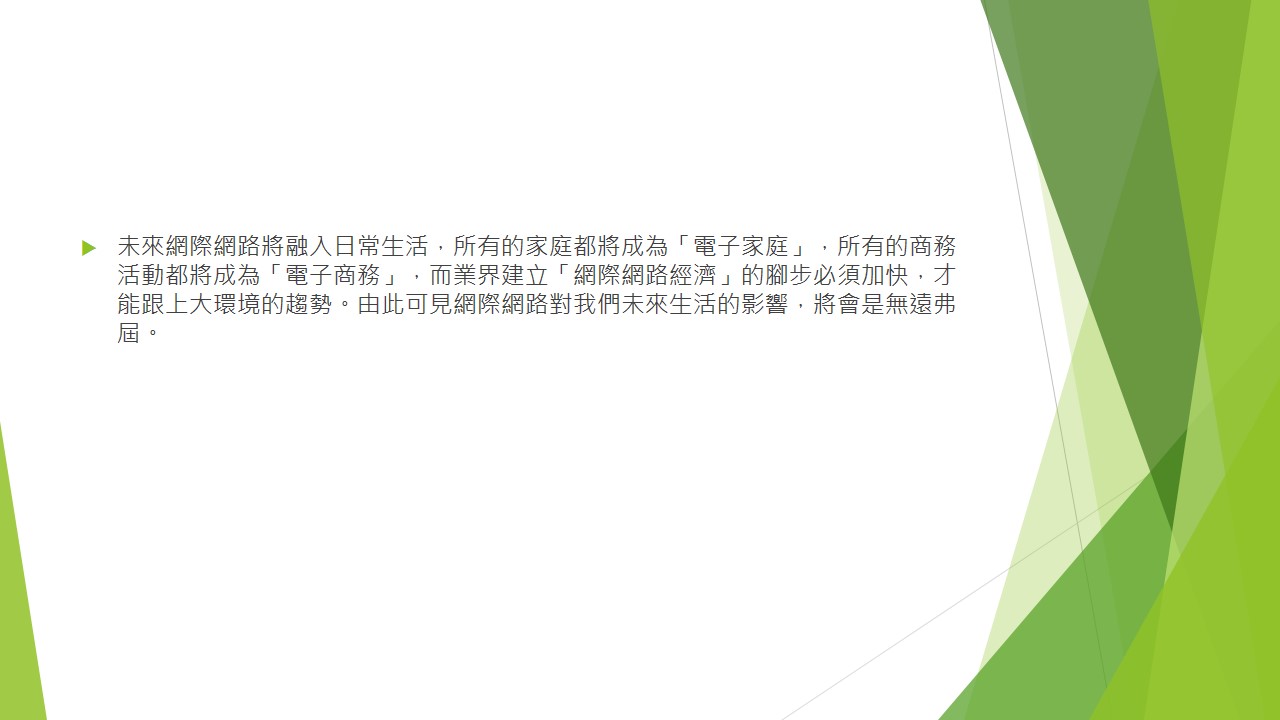 未來網際網路將融入日常生活，所有的家庭都將成為「電子家庭」，所有的商務
活動都將成為「電子商務」，而業界建立「網際網路經濟」的腳步必須加快，才
能跟上大環境的趨勢。由此可見網際網路對我們未來生活的影響，將會是無遠弗
屆。